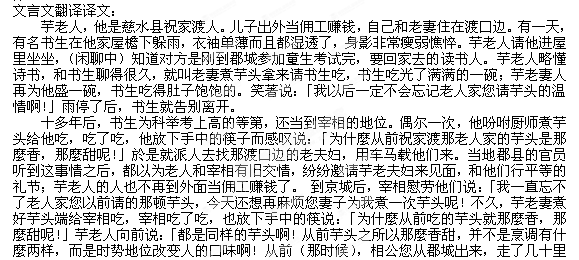 文言文翻译译文：
芋老人，他是慈水县祝家渡人。儿子出外当佣工赚钱，自己和老妻住在渡口边。有一天，
有名书生在他家屋檐下躲雨，衣袖单薄而且都湿透了，身影非常瘦弱憔悴。芋老人请他进屋
里坐坐，（闲聊中）知道对方是刚到郡城参加童生考试完，要回家去的读书人。芋老人略懂
诗书，和书生聊得很久，就叫老妻煮芋头拿来请书生吃，书生吃光了满满的一碗；芋老妻人
再为他盛一碗，书生吃得肚子饱饱的。笑著说：「我以后一定不会忘记老人家您请芋头的温
情啊！」雨停了后，书生就告别离开。
十多年后，书生为科举考上高的等第，还当到宰相的地位。偶尔一次，他吩咐厨师煮芋
头给他吃，吃了吃，他放下手中的筷子而感叹说：「为什麼从前祝家渡那老人家的芋头是那
麼香，那麼甜呢！」於是就派人去找那渡口边的老夫妇，用车马载他们来。当地郡县的官员
听到这事情之后，都以为老人和宰相有旧交情，纷纷邀请芋老夫妇来见面，和他们行平等的
礼节；芋老人的人也不再到外面当佣工赚钱了。 到京城后，宰相慰劳他们说：「我一直忘不
了老人家您以前请的那顿芋头，今天还想再麻烦您妻子为我煮一次芋头呢！不久，芋老妻煮
好芋头端给宰相吃，宰相吃了吃，也放下手中的筷说：「为什麼从前吃的芋头就那麼香，那
麼甜呢!」芋老人向前说：「都是同样的芋头啊！从前芋头之所以那麼香甜，并不是烹调有什
麼两样，而是时势地位改变人的口味啊！从前（那时候），相公您从郡城出来，走了几十里